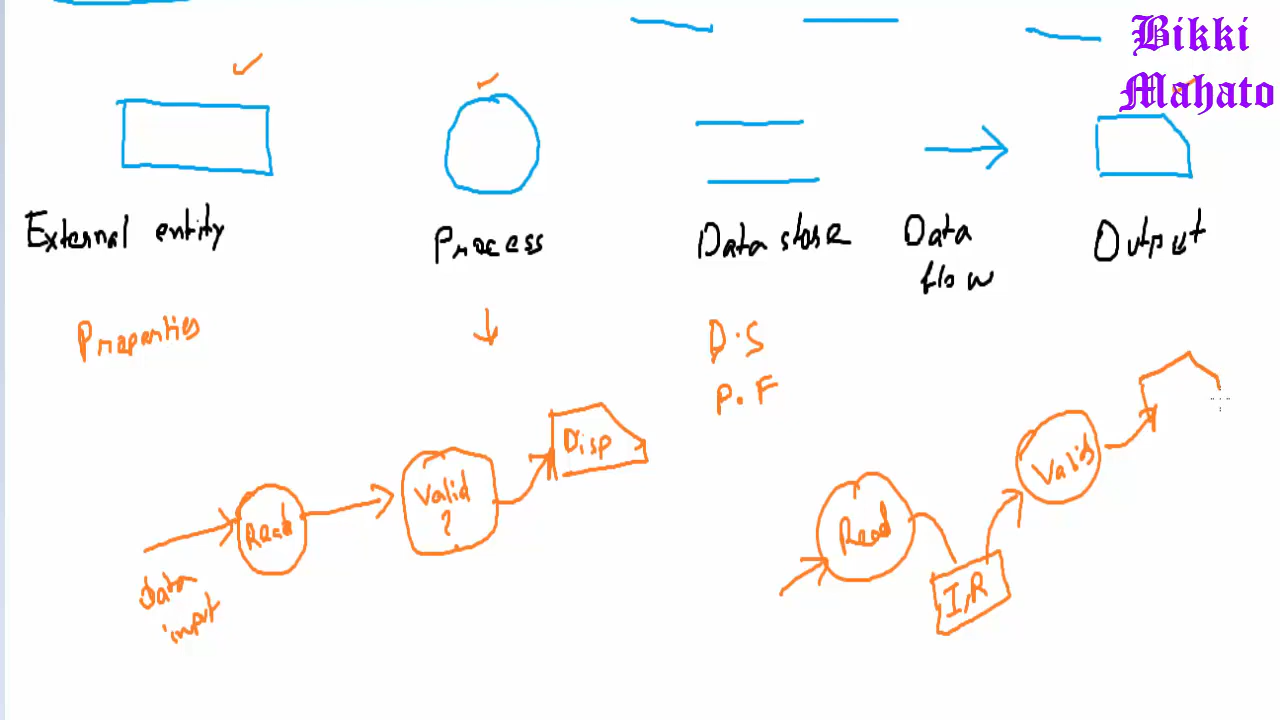 Bikki
Mahato
External entity
Process
Data store
Data
flow
Output
Properties
D.S
P.F
Disp
Valid
?
Read
Data
input
Valid
Read
I,R